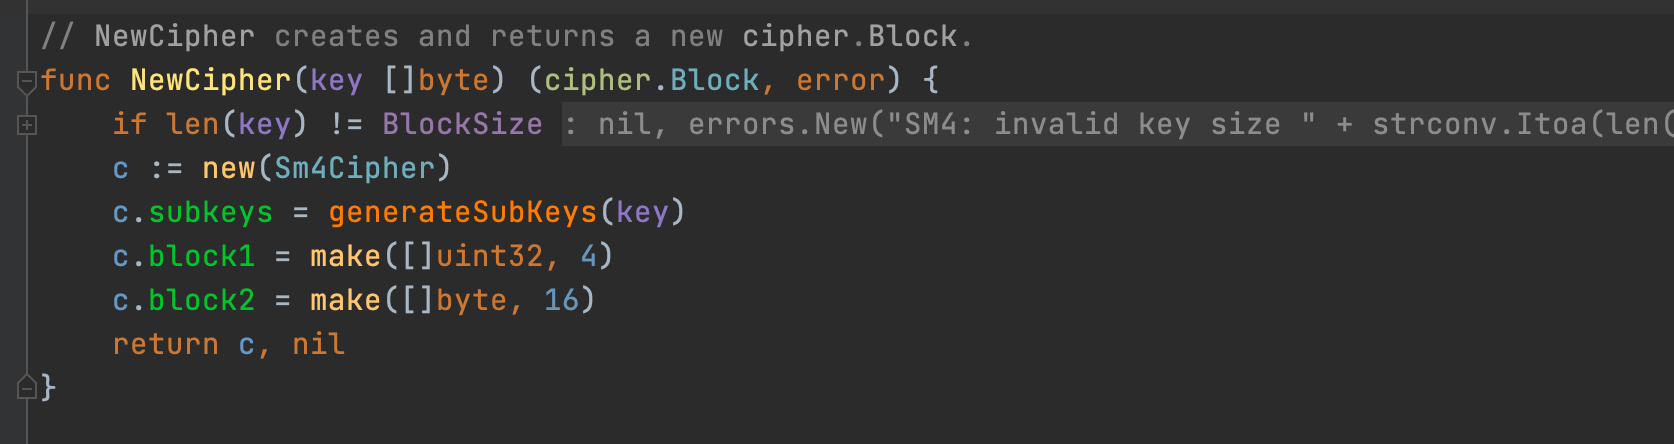 // NewCipher creates and returns a new cipher.Block.
func NewCipher(key []byte) (cipher.Block, error) {
if len(key) != BlockSize : nil, errors.New("SM4: invalid key size " + strconv.Itoa(len(
c := new(Sm4Cipher)
c.subkeys = generateSubKeys(key)
c.block1 = make([]uint32, 4)
c.block2 = make([]byte, 16)
return c, nil
}